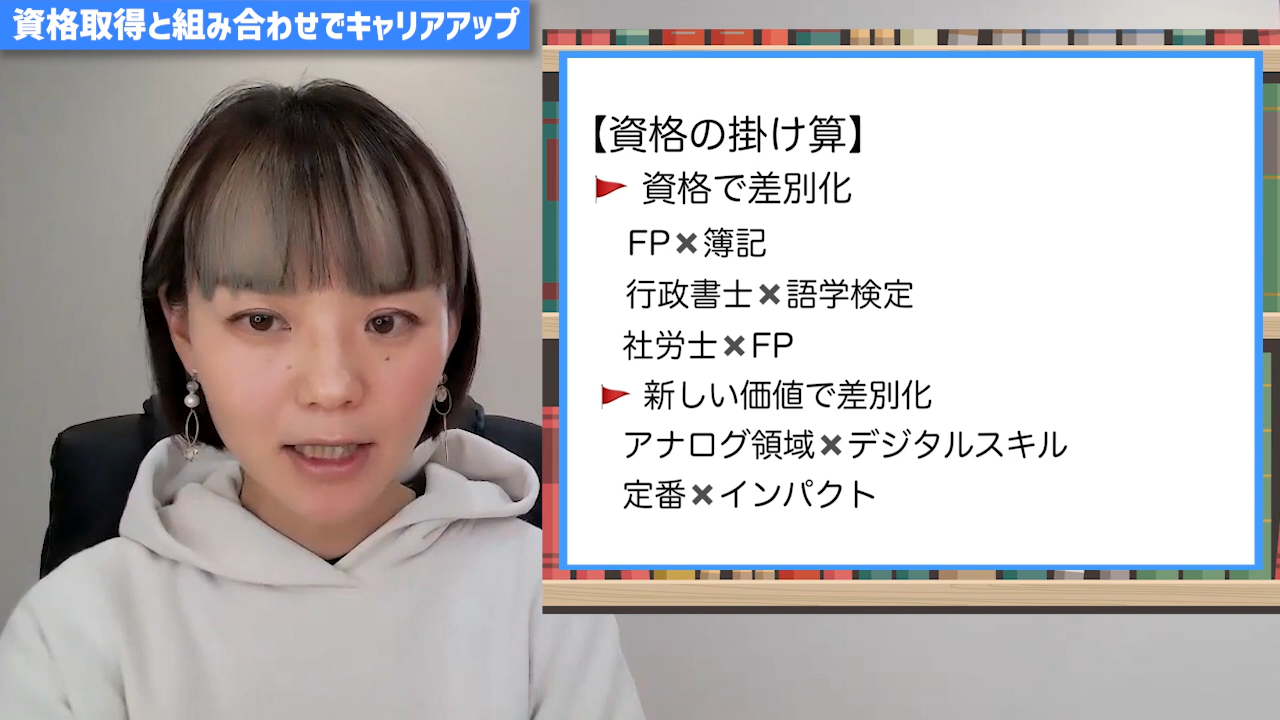 資格取得と組み合わせでキャリアアップ
【資格の掛け算】
🚩 資格で差別化
FP✖簿記
行政書士✖語学検定
社労士✖FP
🚩 新しい価値で差別化
アナログ領域✖デジタルスキル
定番✖インパクト